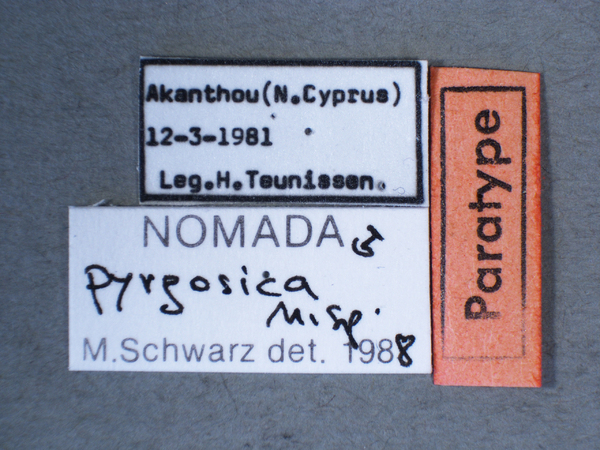 Akanthou(N.Cyprus)
12-3-1981
Leg.H.Teunissen.
NOMADA ♂
pyrgosica
n.sp.
M.Schwarz det. 1988
Paratype